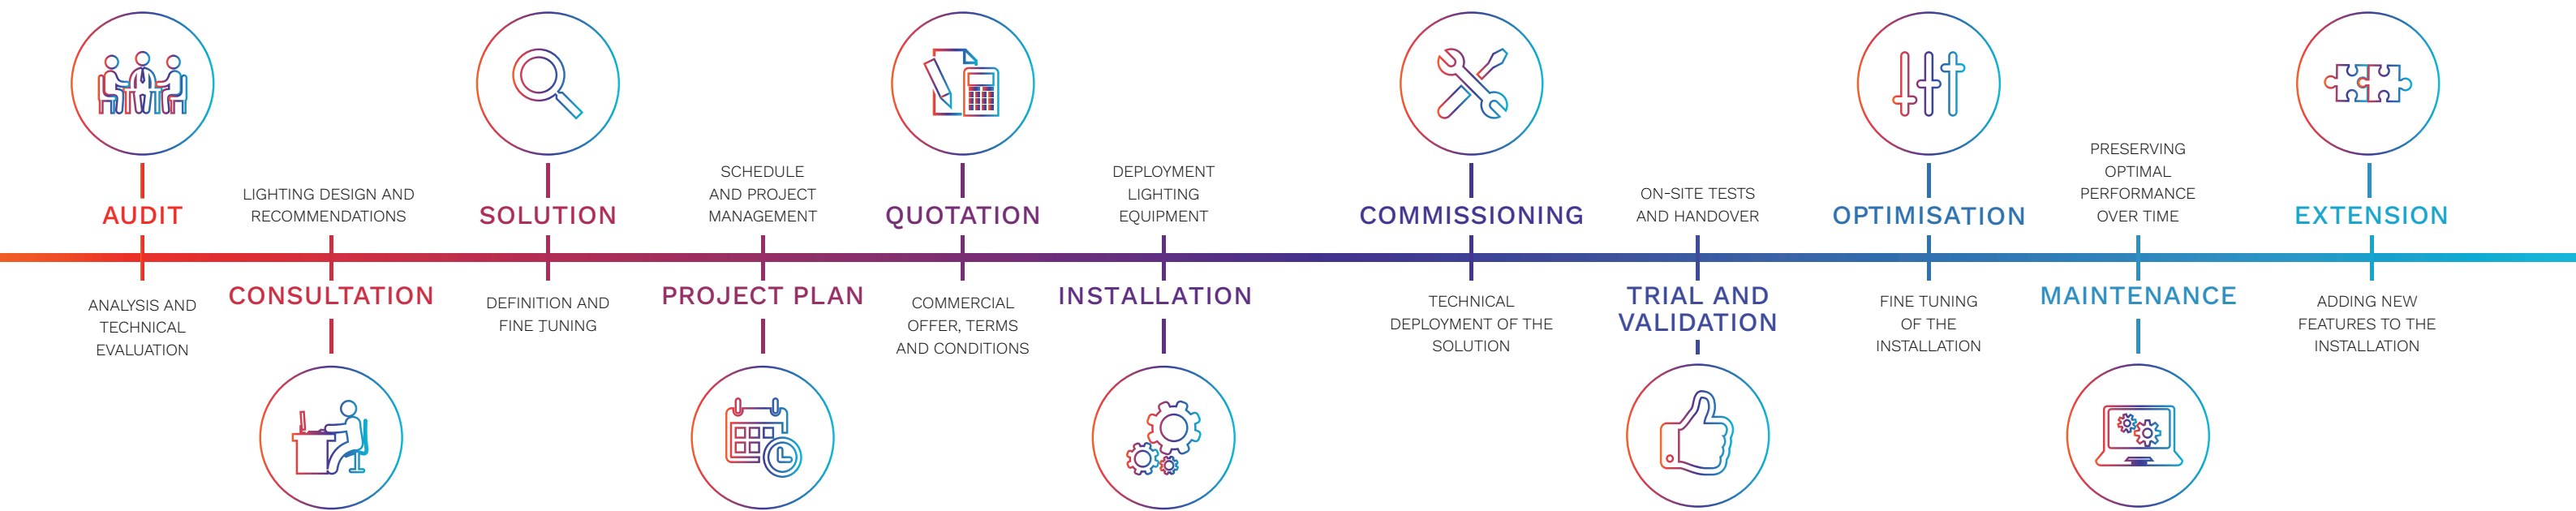 AUDIT
ANALYSIS AND
TECHNICAL
EVALUATION
LIGHTING DESIGN AND
RECOMMENDATIONS
CONSULTATION
SOLUTION
DEFINITION AND
FINE TUNING
SCHEDULE
AND PROJECT
MANAGEMENT
PROJECT PLAN
QUOTATION
COMMERCIAL
OFFER, TERMS
AND CONDITIONS
DEPLOYMENT
LIGHTING
EQUIPMENT
INSTALLATION
COMMISSIONING
TECHNICAL
DEPLOYMENT OF THE
SOLUTION
ON-SITE TESTS
AND HANDOVER
TRIAL AND
VALIDATION
OPTIMISATION
FINE TUNING
OF THE
INSTALLATION
PRESERVING
OPTIMAL
PERFORMANCE
OVER TIME
MAINTENANCE
EXTENSION
ADDING NEW
FEATURES TO THE
INSTALLATION